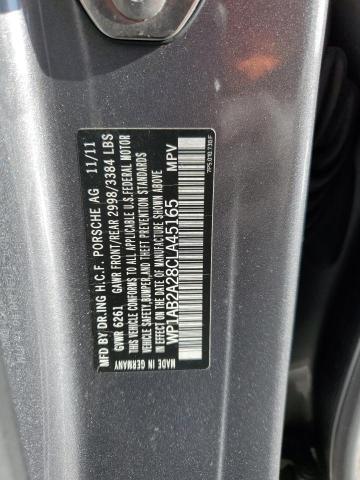 MFD BY DR.ING H.C.F. PORSCHE AG 11/11
GVWR 6261 GAWR FRONT/REAR 2998/3384 LBS
THIS VEHICLE CONFORMS TO ALL APPLICABLE U.S.FEDERAL MOTOR
VEHICLE SAFETY,BUMPER,AND THEFT PREVENTION STANDARDS
IN EFFECT ON THE DATE OF MANUFACTURE SHOWN ABOVE
MADE IN GERMANY
WP1AB2A28CLA45165 MPV